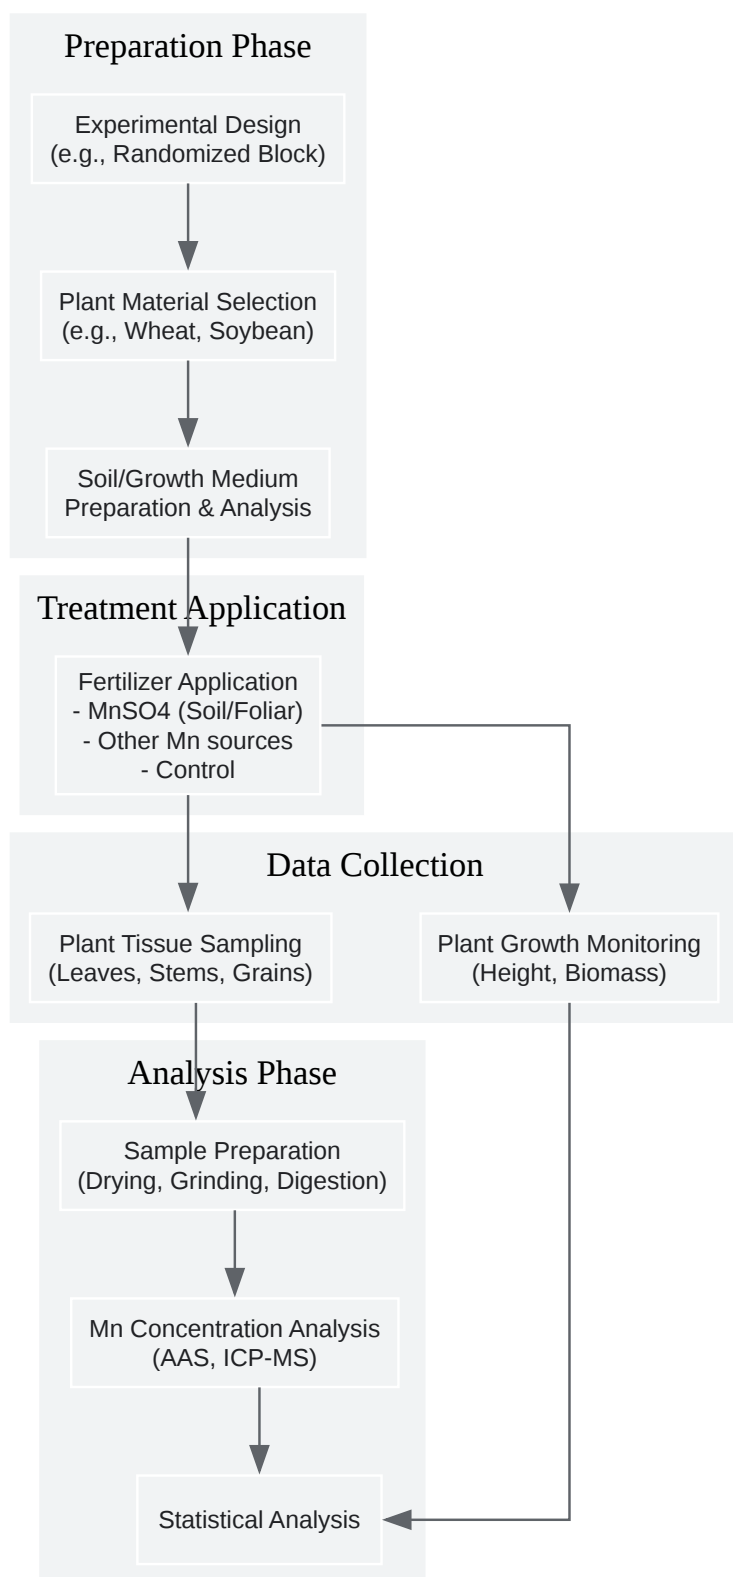 Preparation Phase
Experimental Design
(e.g., Randomized Block)
Plant Material Selection
(e.g., Wheat, Soybean)
Soil/Growth Medium
Preparation & Analysis
Treatment Application
Fertilizer Application
- MnSO4 (Soil/Foliar)
- Other Mn sources
- Control
Data Collection
Plant Tissue Sampling
(Leaves, Stems, Grains)
Plant Growth Monitoring
(Height, Biomass)
Analysis Phase
Sample Preparation
(Drying, Grinding, Digestion)
Mn Concentration Analysis
(AAS, ICP-MS)
Statistical Analysis